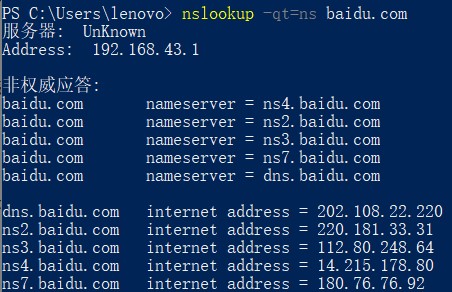 PS C:\Users\lenovo> nslookup -qt=ns baidu.com
服务器:  UnKnown
Address:  192.168.43.1

非权威应答:
baidu.com       nameserver = ns4.baidu.com
baidu.com       nameserver = ns2.baidu.com
baidu.com       nameserver = ns3.baidu.com
baidu.com       nameserver = ns7.baidu.com
baidu.com       nameserver = dns.baidu.com

dns.baidu.com   internet address = 202.108.22.220
ns2.baidu.com   internet address = 220.181.33.31
ns3.baidu.com   internet address = 112.80.248.64
ns4.baidu.com   internet address = 14.215.178.80
ns7.baidu.com   internet address = 180.76.76.92